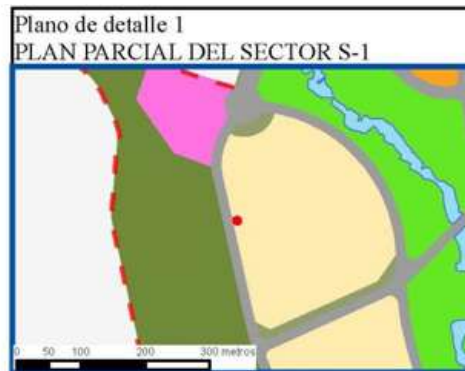 Plano de detalle 1
PLAN PARCIAL DEL SECTOR S-1
0 50 100 200 300 metros